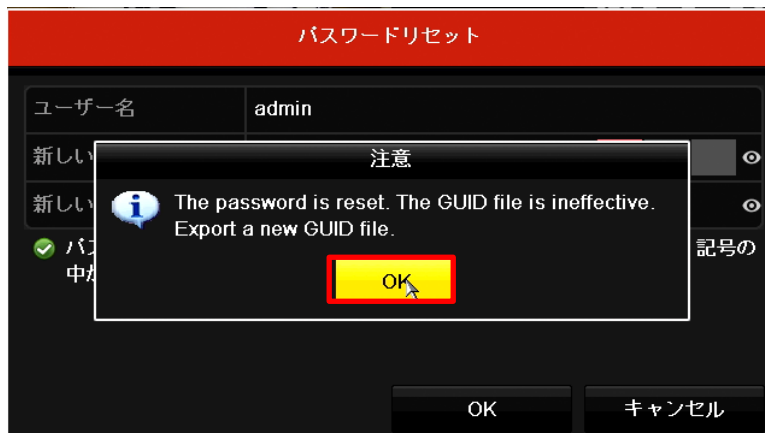 パスワードリセット
ユーザー名
admin
新しい
注意
新しい
The password is reset. The GUID file is ineffective.
Export a new GUID file.
記号の
中
OK
OK
キャンセル